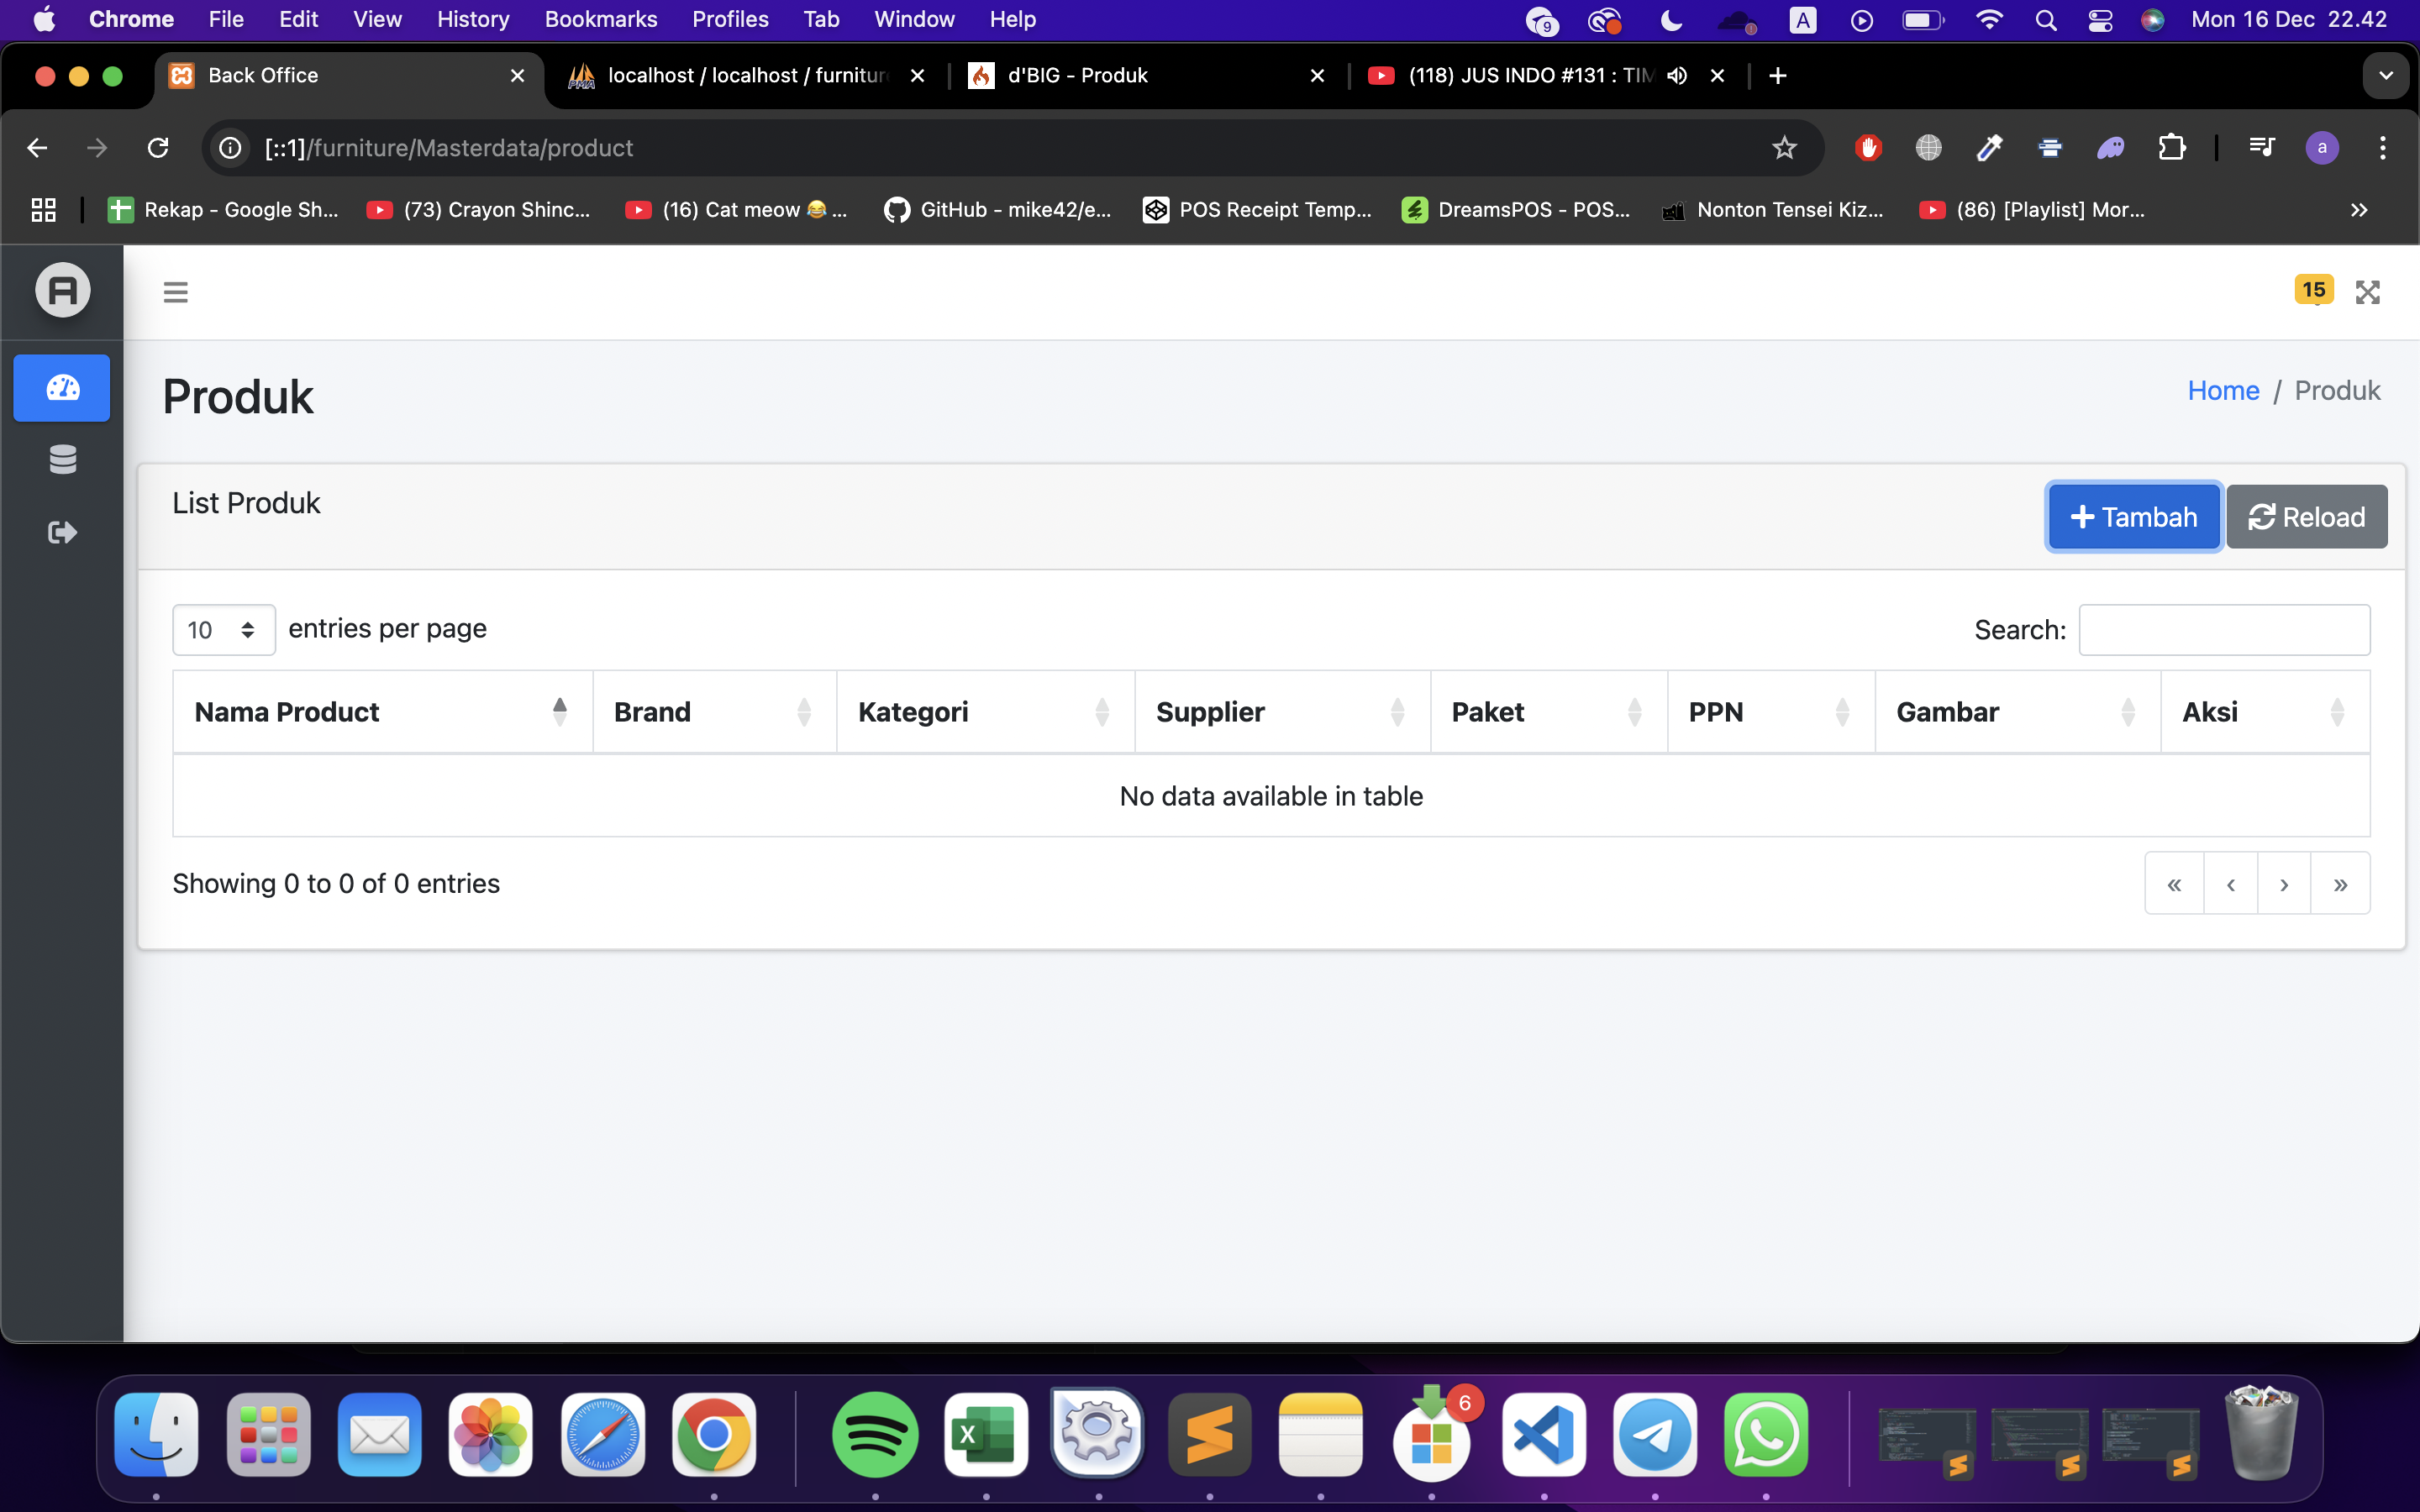 Chrome File Edit View History Bookmarks Profiles Tab Window Help 9 A Mon 16 Dec 22.42
Back Office localhost / localhost / furniture d'BIG - Produk (118) JUS INDO #131 : TIM
[::1]/furniture/Masterdata/product a
Rekap - Google Sh... (73) Crayon Shinc... (16) Cat meow 😂 ... GitHub - mike42/e... POS Receipt Temp... DreamsPOS - POS... Nonton Tensei Kiz... (86) [Playlist] Mor...
15
Produk
Home / Produk
List Produk
Tambah Reload
10 entries per page
Search:
Nama Product Brand Kategori Supplier Paket PPN Gambar Aksi
No data available in table
Showing 0 to 0 of 0 entries
« ‹ › »
6